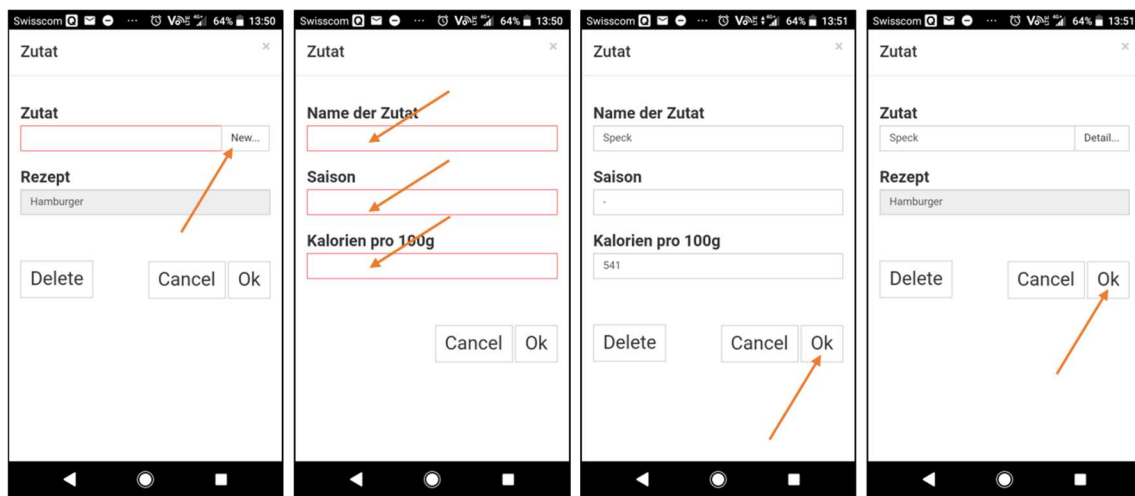 Swisscom 64% 13:50
Zutat ×
Zutat
New...
Rezept
Hamburger
Delete Cancel Ok
Swisscom 64% 13:50
Zutat ×
Name der Zutat
Saison
Kalorien pro 100g
Cancel Ok
Swisscom 64% 13:51
Zutat ×
Name der Zutat
Speck
Saison
-
Kalorien pro 100g
541
Delete Cancel Ok
Swisscom 64% 13:51
Zutat ×
Zutat
Speck Detail...
Rezept
Hamburger
Delete Cancel Ok